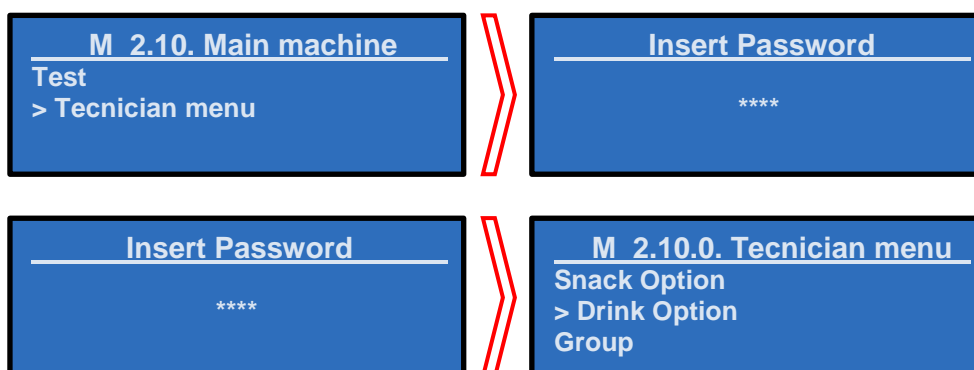 M 2.10. Main machine
Test
> Tecnician menu
Insert Password
****
Insert Password
****
M 2.10.0. Tecnician menu
Snack Option
> Drink Option
Group